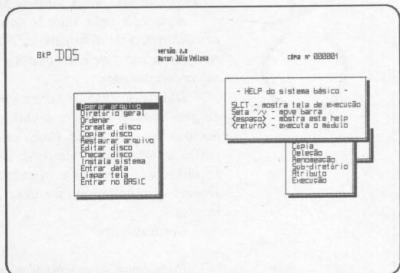 BKP DOS
versão 2.0
Autor Júlio Velloso
cópia nº 000001
Operar arquivo
Diretório geral
Ordenar
Formatar disco
Copiar disco
Restaurar arquivo
Editar disco
Checar disco
Instala sistema
Entrar data
Limpar tela
Entrar no BASIC
- HELP do sistema básico -
SLCT - mostra tela de execução
Seta ^/v - move barra
<espaço> - mostra este help
<return> - executa o módulo
Cópia
Deleção
Renomeação
Sub-diretório
Atributo
Execução